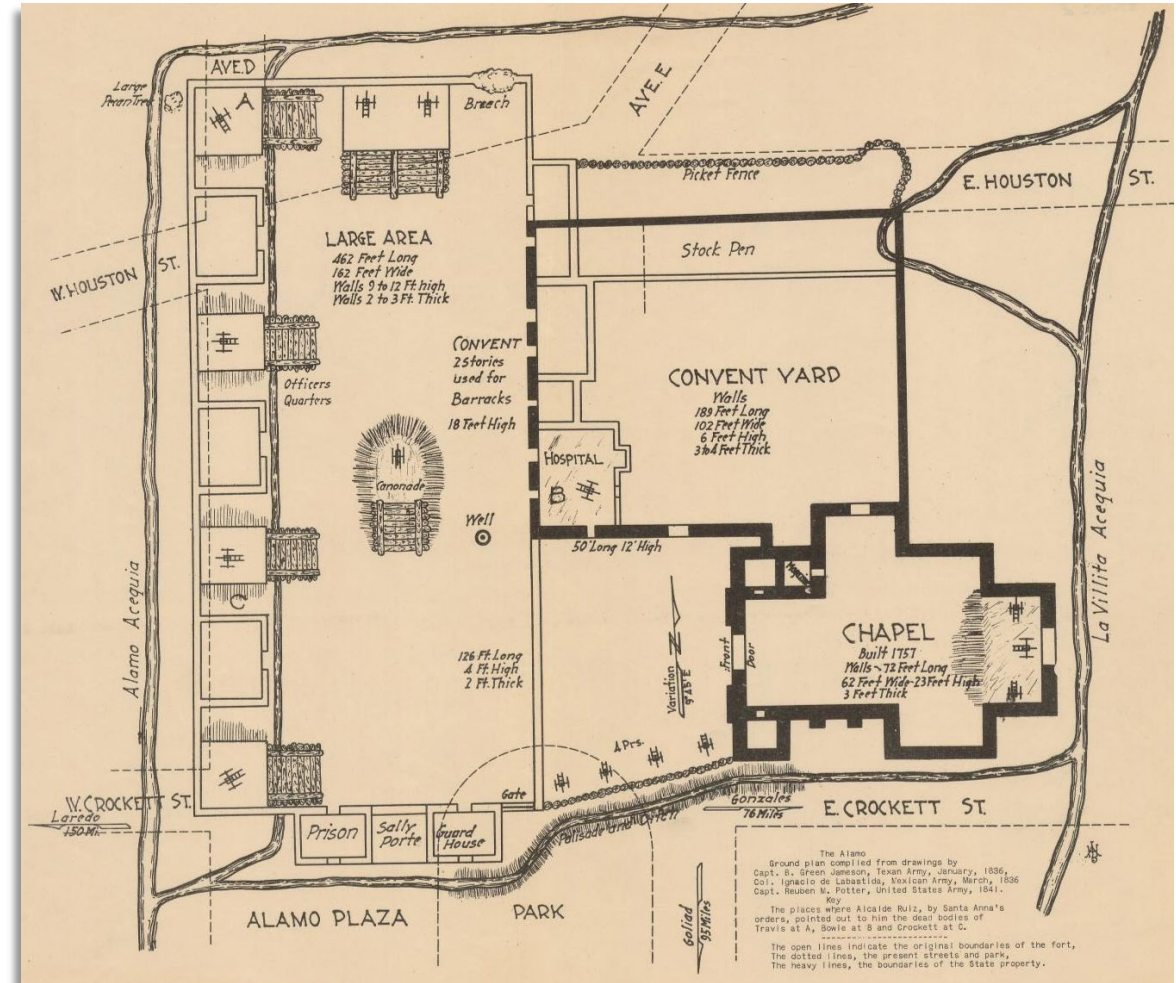 AVE.D
Large
Pecan Tree
A
Breach
AVE. E
Picket Fence
E. HOUSTON ST.
W. HOUSTON ST.
LARGE AREA
462 Feet Long
162 Feet Wide
Walls 9 to 12 Ft. high
Walls 2 to 3 Ft. Thick
Stock Pen
CONVENT
2 Stories
used for
Barracks
18 Feet High
Officers
Quarters
CONVENT YARD
Walls
189 Feet Long
102 Feet Wide
6 Feet High
3 to 4 Feet Thick
HOSPITAL
B
Canonade
Well
50' Long 12' High
C
Alamo Acequia
La Villita Acequia
126 Ft. Long
4 Ft. High
2 Ft. Thick
Variation
N
Front Door
CHAPEL
Built 1757
Walls ~ 72 Feet Long
62 Feet Wide - 23 Feet High
3 Feet Thick
4 Prs.
W. CROCKETT ST.
Laredo
150 Mi.
Gate
Prison
Sally
Porte
Guard
House
Palisade and Ditch
Gonzales
76 Miles
E. CROCKETT ST.
ALAMO PLAZA
PARK
Goliad
95 Miles
The Alamo
Ground plan compiled from drawings by
Capt. B. Green Jameson, Texan Army, January, 1836,
Col. Ignacio de Labastida, Mexican Army, March, 1836
Capt. Reuben M. Potter, United States Army, 1841.
Key
The places where Alcalde Ruiz, by Santa Anna's
orders, pointed out to him the dead bodies of
Travis at A, Bowie at B and Crockett at C.
The open lines indicate the original boundaries of the fort,
The dotted lines, the present streets and park,
The heavy lines, the boundaries of the State property.